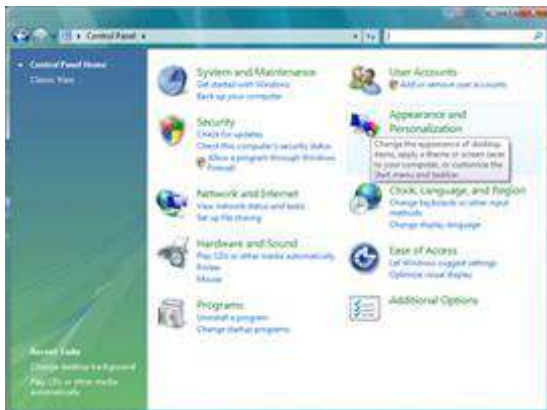 Control Panel
Control Panel Home
Classic View
System and Maintenance
Get started with Windows
Back up your computer
Security
Check for updates
Check this computer's security status
Allow a program through Windows
Firewall
Network and Internet
View network status and tasks
Set up file sharing
Hardware and Sound
Play CDs or other media automatically
Printer
Mouse
Programs
Uninstall a program
Change startup programs
User Accounts
Add or remove user accounts
Appearance and
Personalization
Change the appearance of desktop
items, apply a theme or screen saver
to your computer, or customize the
Start menu and taskbar.
Clock, Language, and Region
Change keyboards or other input
methods
Change display language
Ease of Access
Let Windows suggest settings
Optimize visual display
Additional Options
Recent Tasks
Change desktop background
Play CDs or other media
automatically